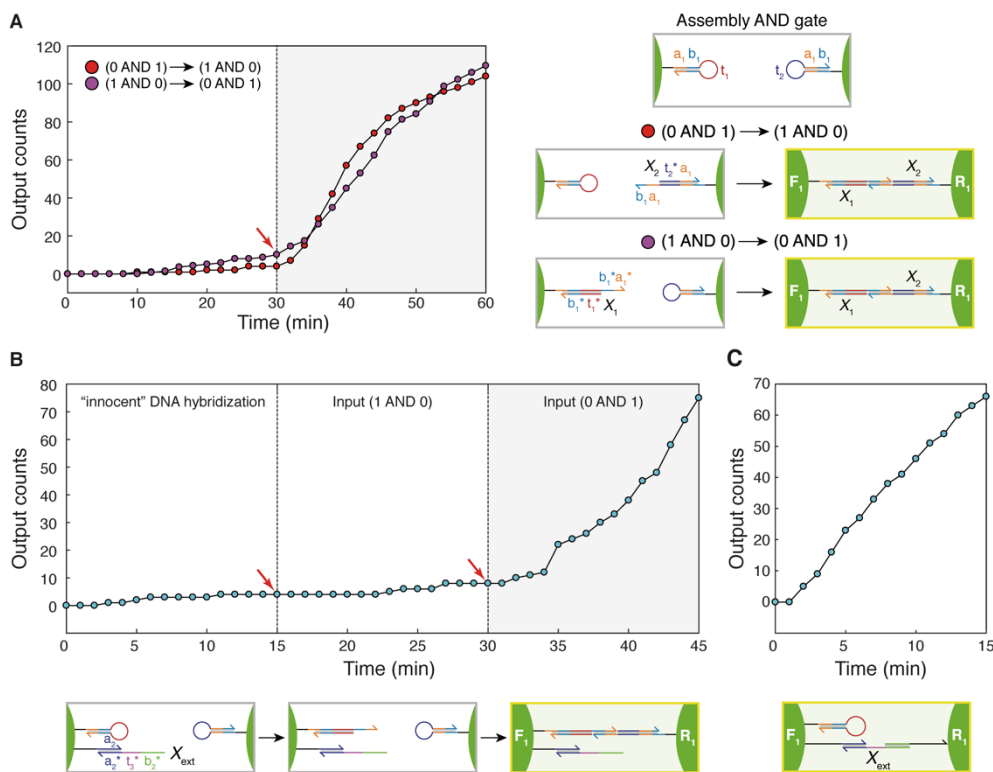 A
Output counts
120
100
80
60
40
20
0
0 10 20 30 40 50 60
Time (min)
(0 AND 1) → (1 AND 0)
(1 AND 0) → (0 AND 1)
Assembly AND gate
a₁ b₁ t₁
t₂ a₁ b₁
(0 AND 1) → (1 AND 0)
X₂ t₂* a₁
b₁ a₁
F₁ X₁ X₂ R₁
(1 AND 0) → (0 AND 1)
b₁* a₁*
b₁* t₁* X₁
F₁ X₁ X₂ R₁
B
Output counts
80
70
60
50
40
30
20
10
0
"innocent" DNA hybridization
Input (1 AND 0)
Input (0 AND 1)
0 5 10 15 20 25 30 35 40 45
Time (min)
a₂
a₂* t₃* b₂* Xext
F₁ R₁
C
Output counts
70
60
50
40
30
20
10
0
0 5 10 15
Time (min)
F₁ Xext R₁